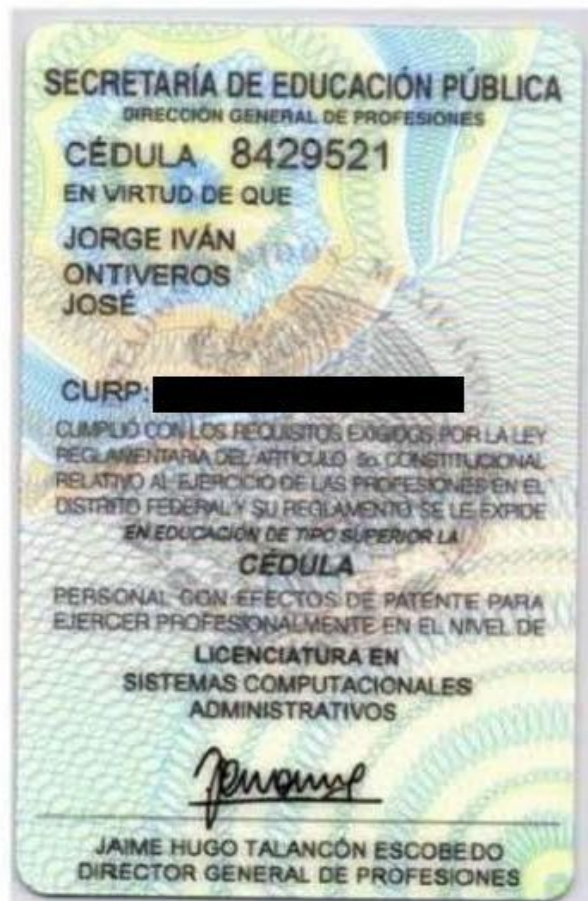 SECRETARÍA DE EDUCACIÓN PÚBLICA
DIRECCIÓN GENERAL DE PROFESIONES
CÉDULA 8429521
EN VIRTUD DE QUE
JORGE IVÁN
ONTIVEROS
JOSÉ
CURP:
CUMPLIÓ CON LOS REQUISITOS EXIGIDOS POR LA LEY
REGLAMENTARIA DEL ARTÍCULO 5o. CONSTITUCIONAL
RELATIVO AL EJERCICIO DE LAS PROFESIONES EN EL
DISTRITO FEDERAL Y SU REGLAMENTO SE LE EXPIDE
EN EDUCACIÓN DE TIPO SUPERIOR LA
CÉDULA
PERSONAL CON EFECTOS DE PATENTE PARA
EJERCER PROFESIONALMENTE EN EL NIVEL DE
LICENCIATURA EN
SISTEMAS COMPUTACIONALES
ADMINISTRATIVOS
JAIME HUGO TALANCÓN ESCOBEDO
DIRECTOR GENERAL DE PROFESIONES